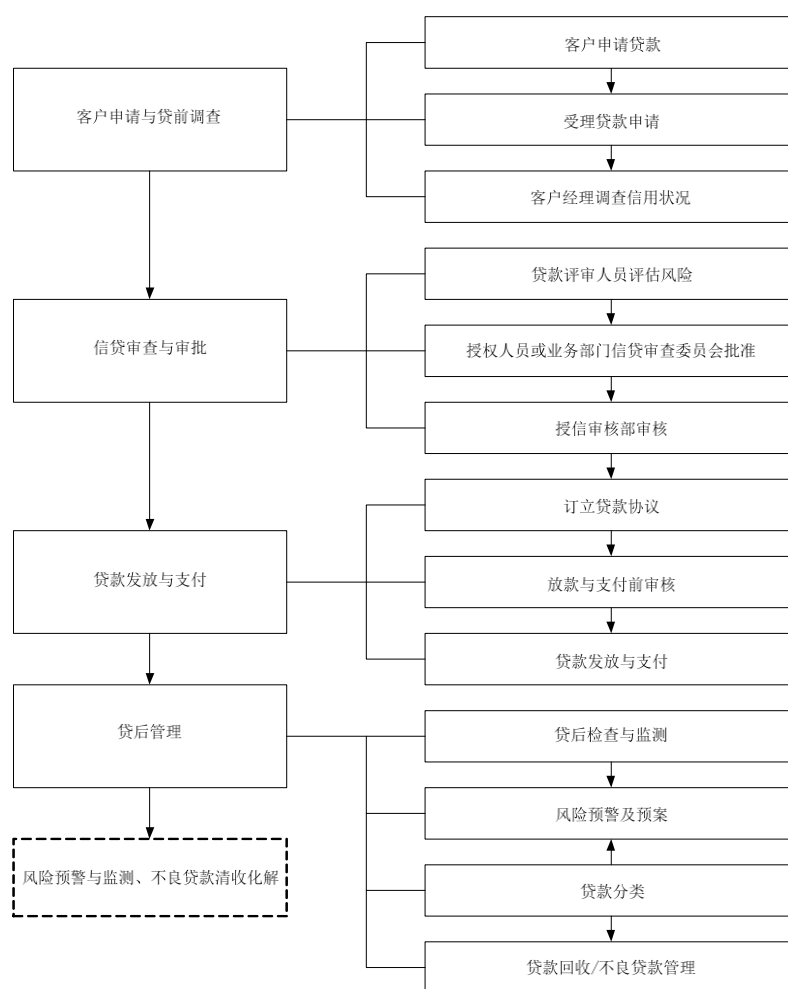 客户申请与贷前调查
客户申请贷款
受理贷款申请
客户经理调查信用状况
信贷审查与审批
贷款评审人员评估风险
授权人员或业务部门信贷审查委员会批准
授信审核部审核
贷款发放与支付
订立贷款协议
放款与支付前审核
贷款发放与支付
贷后管理
贷后检查与监测
风险预警及预案
贷款分类
贷款回收/不良贷款管理
风险预警与监测、不良贷款清收化解